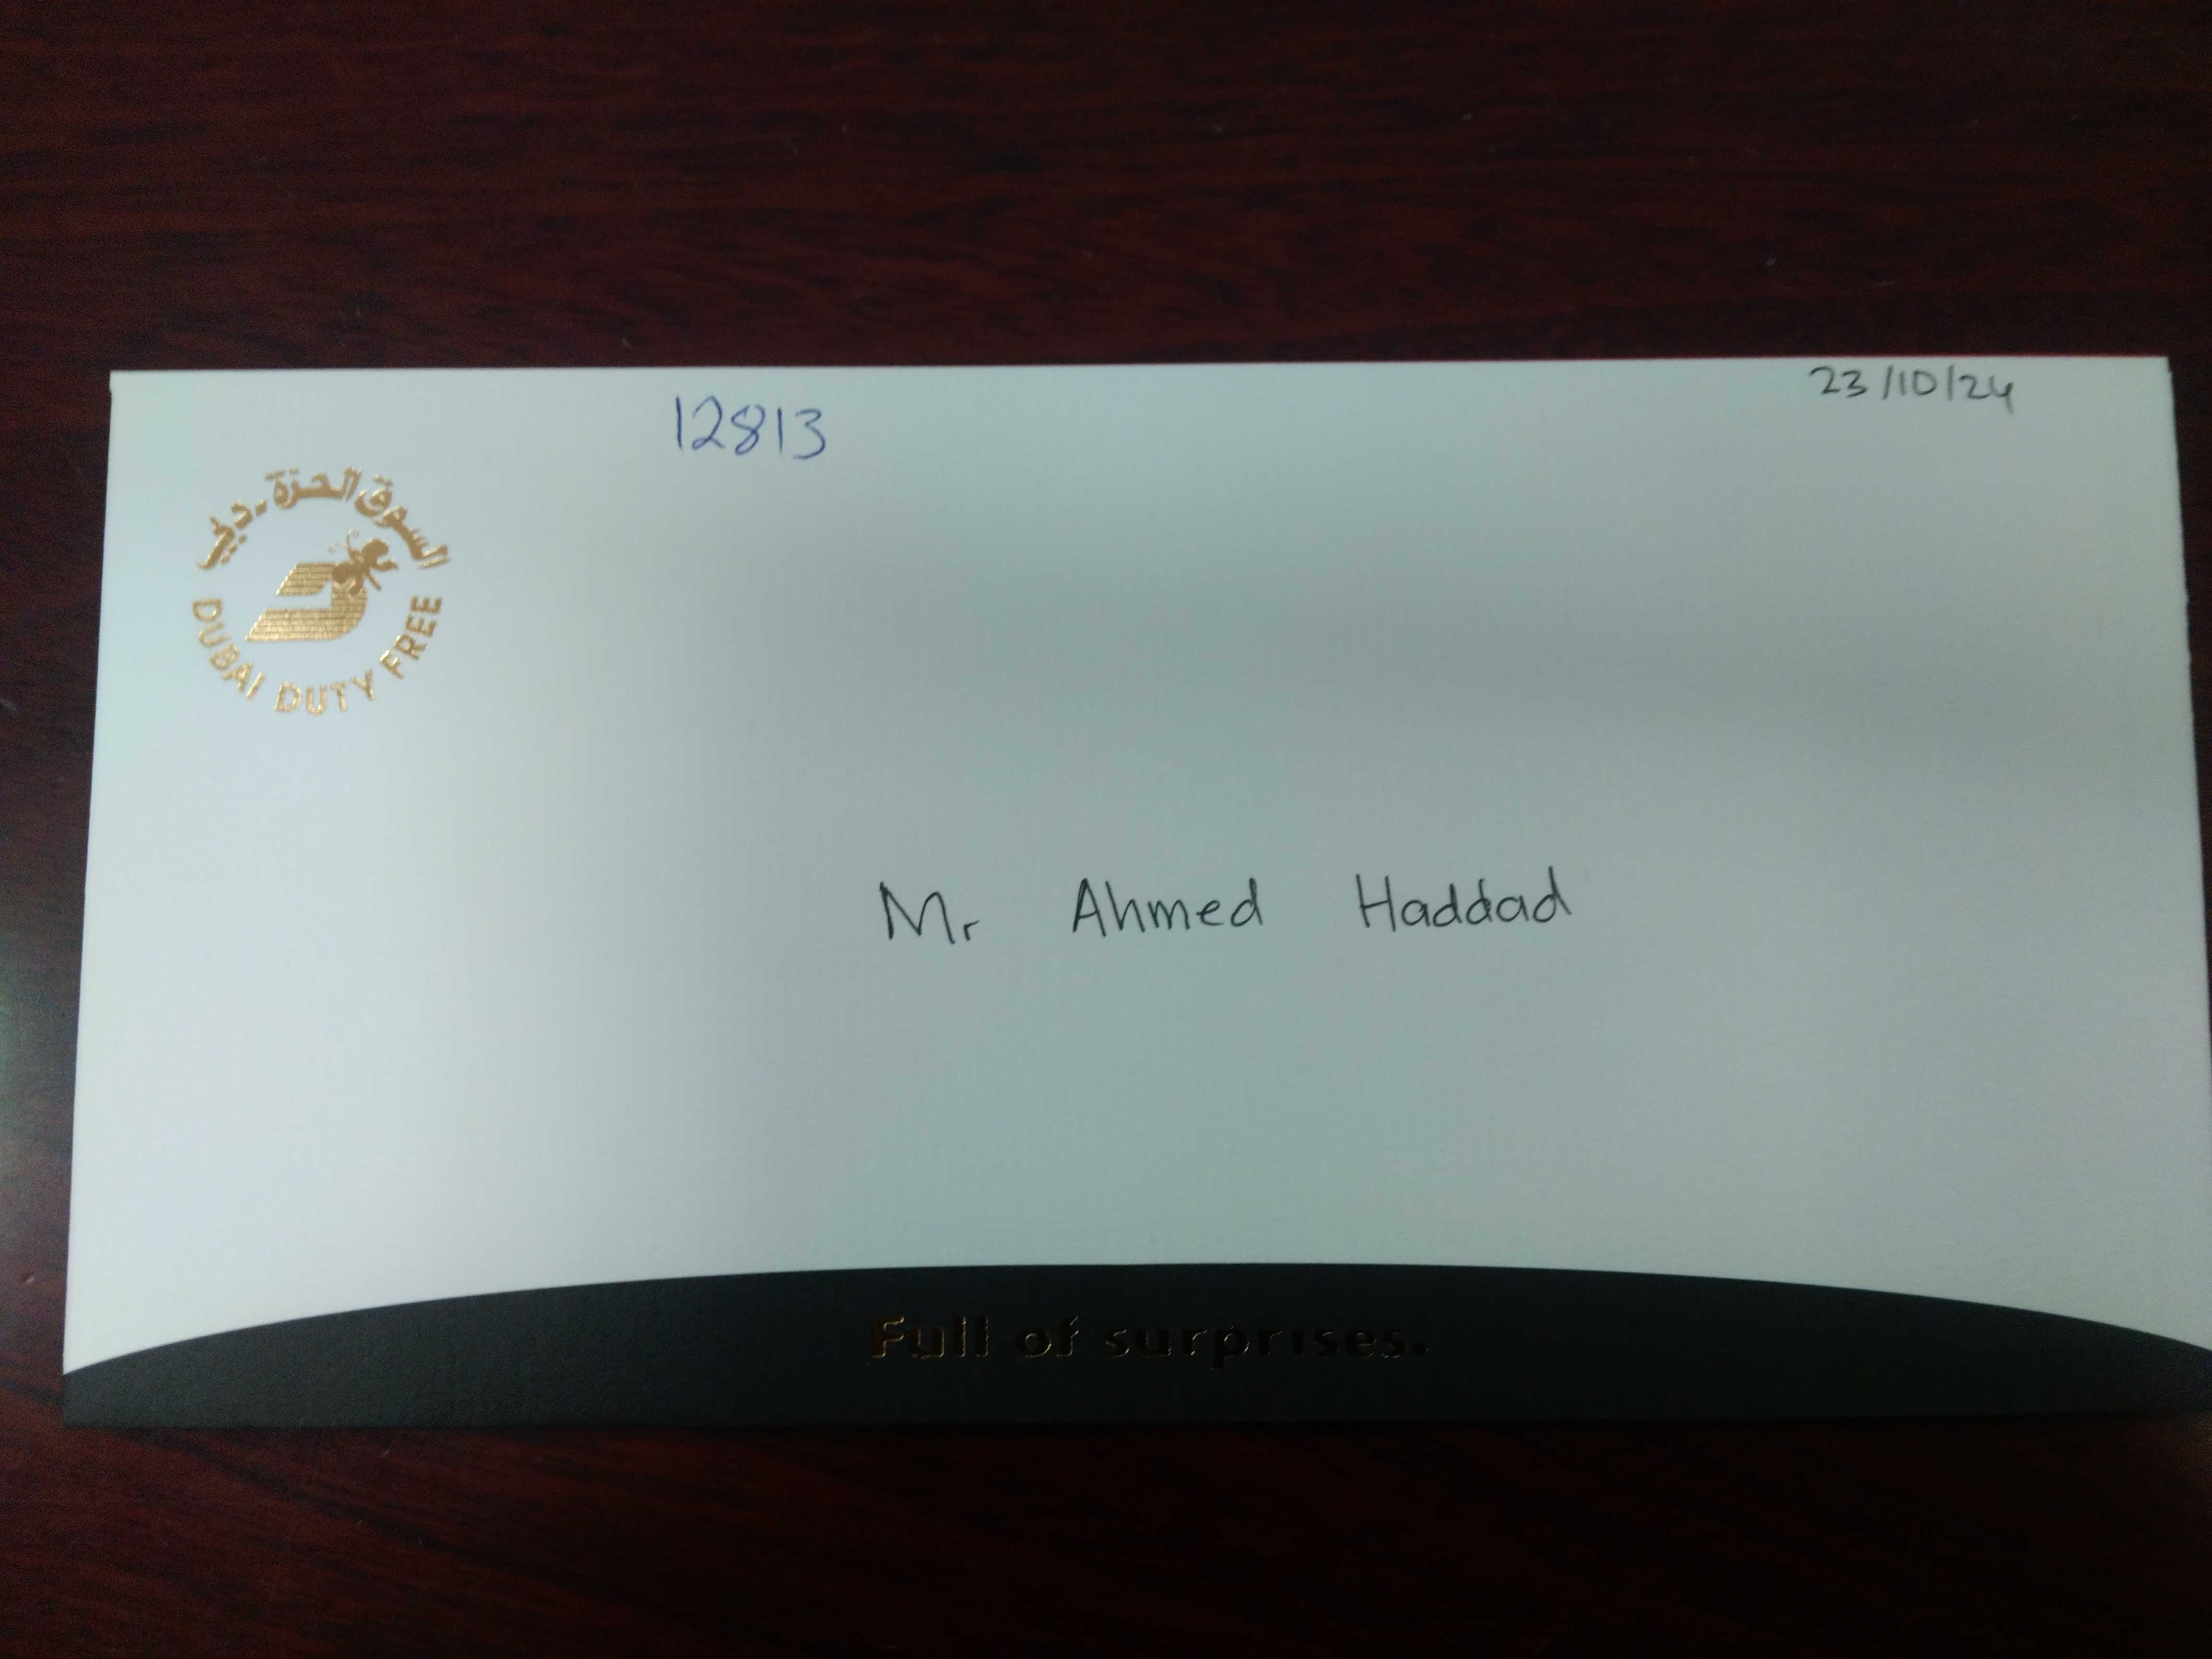 23/10/24
12813
السوق الحرة - دبي
DUBAI DUTY FREE
Mr Ahmed Haddad
Full of surprises.